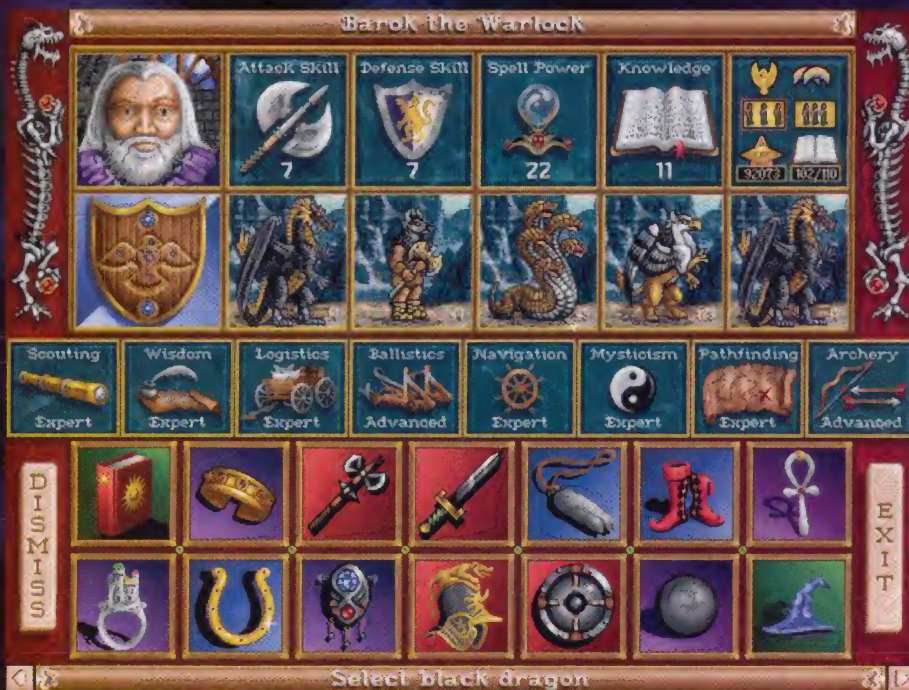 Barok the Warlock
Attack Skill Defense Skill Spell Power Knowledge
7 7 22 11
92073 102/110
Scouting Wisdom Logistics Ballistics Navigation Mysticism Pathfinding Archery
Expert Expert Expert Advanced Expert Expert Expert Advanced
DISMISS
EXIT
Select black dragon